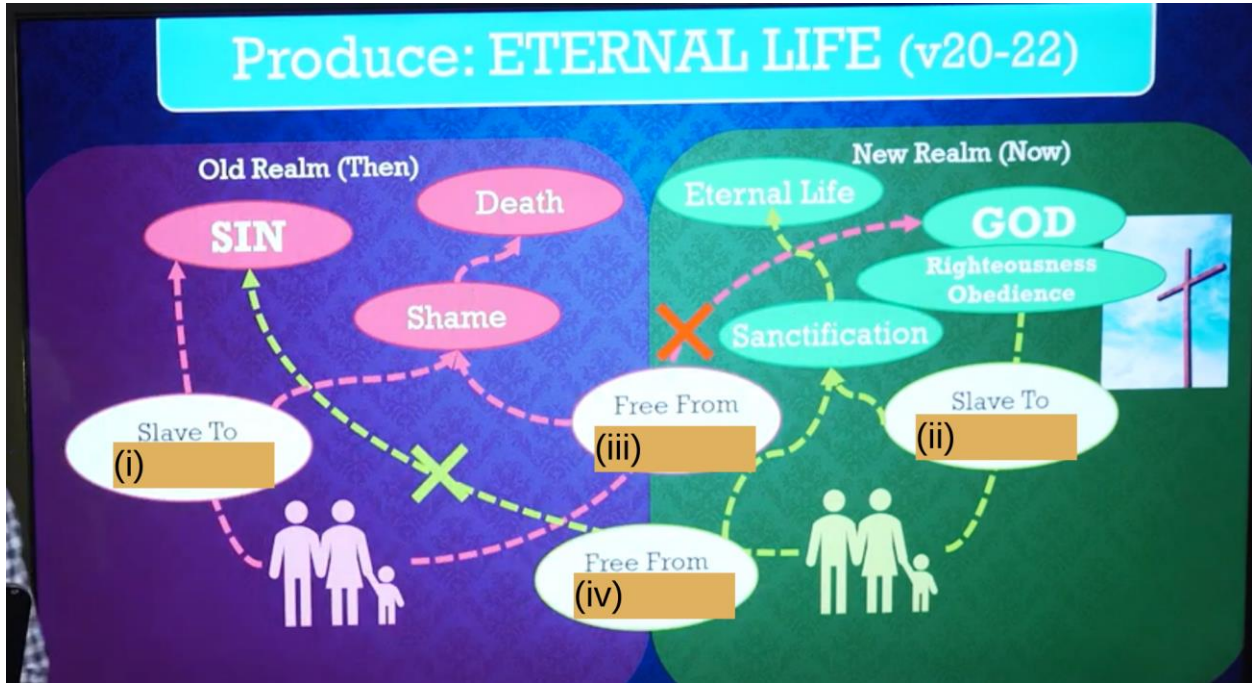 Produce: ETERNAL LIFE (v20-22)
Old Realm (Then)
New Realm (Now)
SIN
Death
Eternal Life
GOD
Righteousness
Obedience
Shame
Sanctification
Slave To
(i)
Free From
(iii)
Slave To
(ii)
Free From
(iv)